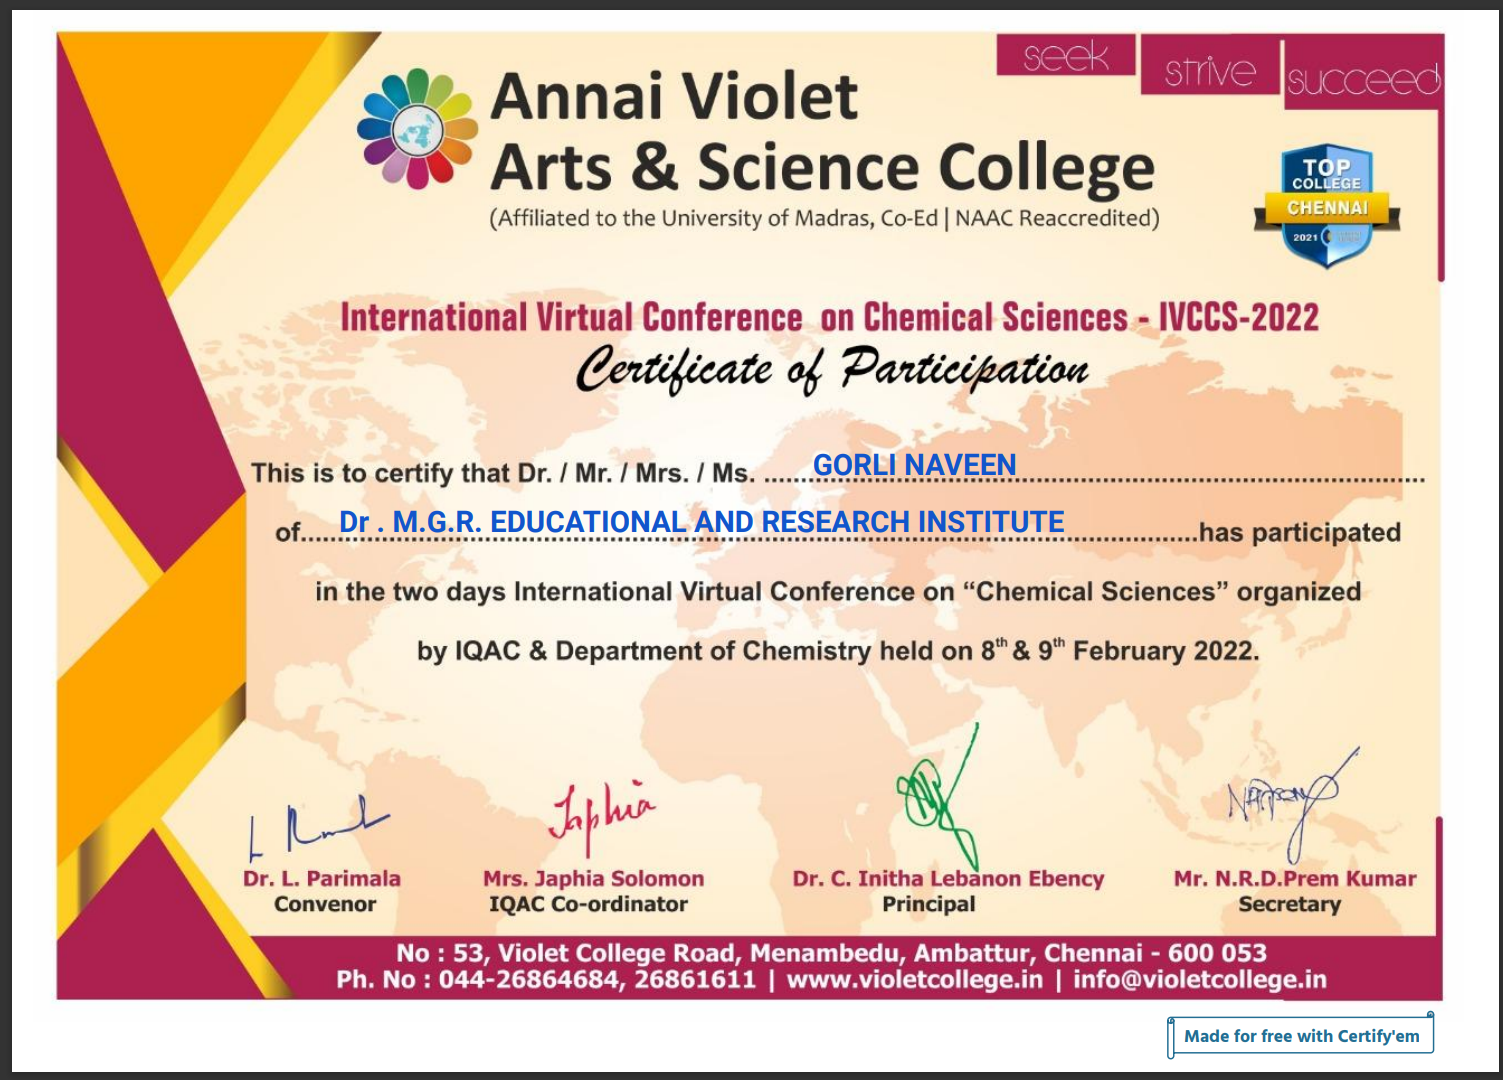 seek
strive
succeed
Annai Violet
Arts & Science College
(Affiliated to the University of Madras, Co-Ed | NAAC Reaccredited)
TOP
COLLEGE
CHENNAI
2021
International Virtual Conference on Chemical Sciences - IVCCS-2022
Certificate of Participation
This is to certify that Dr. / Mr. / Mrs. / Ms. .....GORLI NAVEEN.....
of.....Dr . M.G.R. EDUCATIONAL AND RESEARCH INSTITUTE.....has participated
in the two days International Virtual Conference on “Chemical Sciences” organized
by IQAC & Department of Chemistry held on 8th & 9th February 2022.
Japhia
Dr. L. Parimala
Convenor
Mrs. Japhia Solomon
IQAC Co-ordinator
Dr. C. Initha Lebanon Ebency
Principal
Mr. N.R.D.Prem Kumar
Secretary
No : 53, Violet College Road, Menambedu, Ambattur, Chennai - 600 053
Ph. No : 044-26864684, 26861611 | www.violetcollege.in | info@violetcollege.in
Made for free with Certify'em